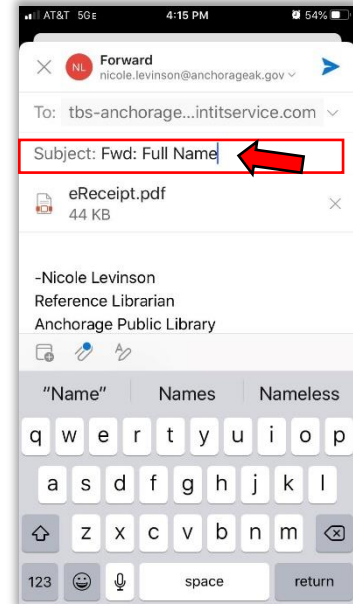 AT&T 5GE 4:15 PM 54%
NL Forward
nicole.levinson@anchorageak.gov
To: tbs-anchorage...intitservice.com
Subject: Fwd: Full Name
eReceipt.pdf
44 KB
-Nicole Levinson
Reference Librarian
Anchorage Public Library
"Name" Names Nameless
q w e r t y u i o p
a s d f g h j k l
z x c v b n m
123 space return